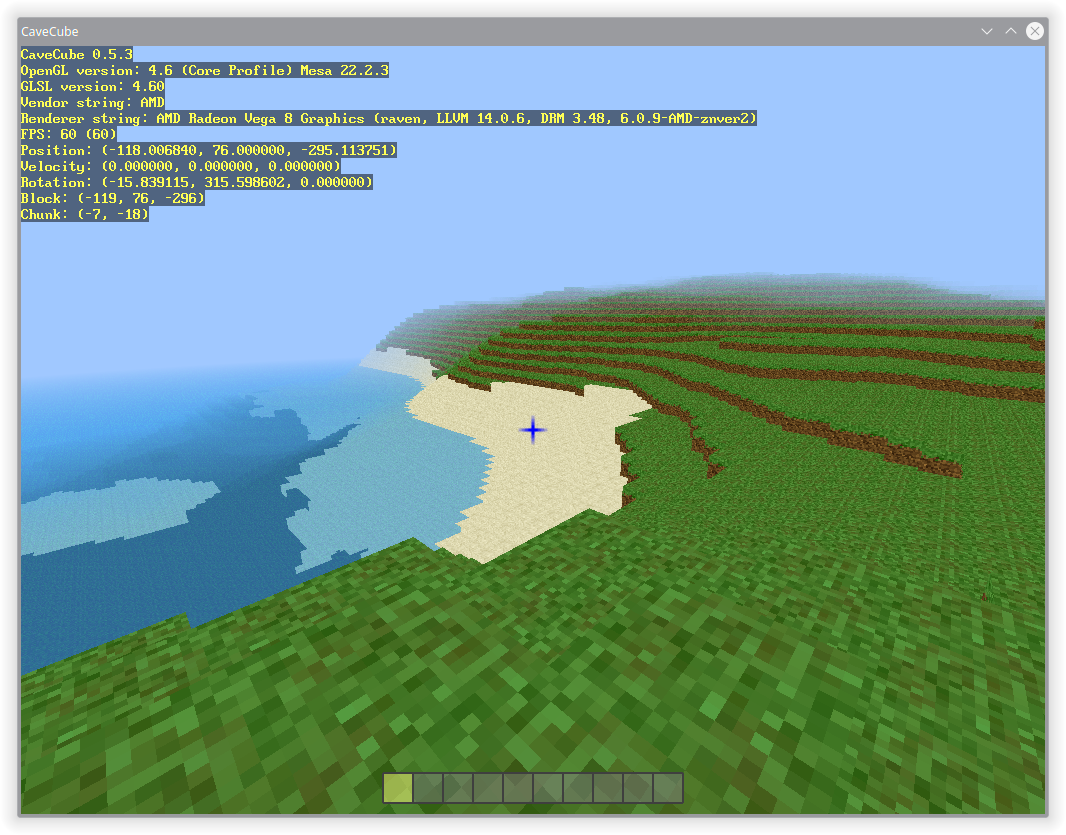 CaveCube
CaveCube 0.5.3
OpenGL version: 4.6 (Core Profile) Mesa 22.2.3
GLSL version: 4.60
Vendor string: AMD
Renderer string: AMD Radeon Vega 8 Graphics (raven, LLVM 14.0.6, DRM 3.48, 6.0.9-AMD-znver2)
FPS: 60 (60)
Position: (-118.006840, 76.000000, -295.113751)
Velocity: (0.000000, 0.000000, 0.000000)
Rotation: (-15.839115, 315.598602, 0.000000)
Block: (-119, 76, -296)
Chunk: (-7, -18)